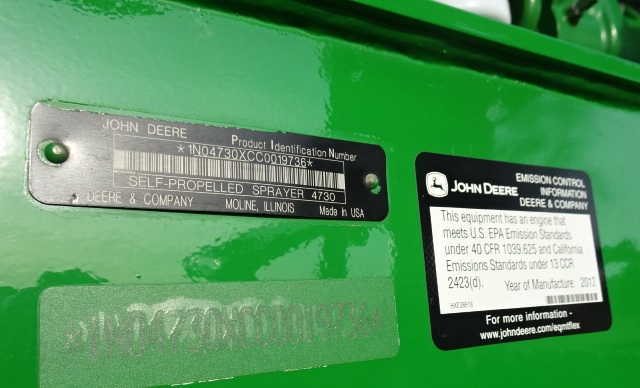 JOHN DEERE
Product Identification Number
*1N04730XCC0019736*
SELF-PROPELLED SPRAYER 4730
DEERE & COMPANY MOLINE, ILLINOIS Made in USA
JOHN DEERE
EMISSION CONTROL
INFORMATION
DEERE & COMPANY
This equipment has an engine that
meets U.S. EPA Emission Standards
under 40 CFR 1039.625 and California
Emissions Standards under 13 CCR
2423(d). Year of Manufacture: 2012
HXE38618
For more information -
www.johndeere.com/eqmtflex